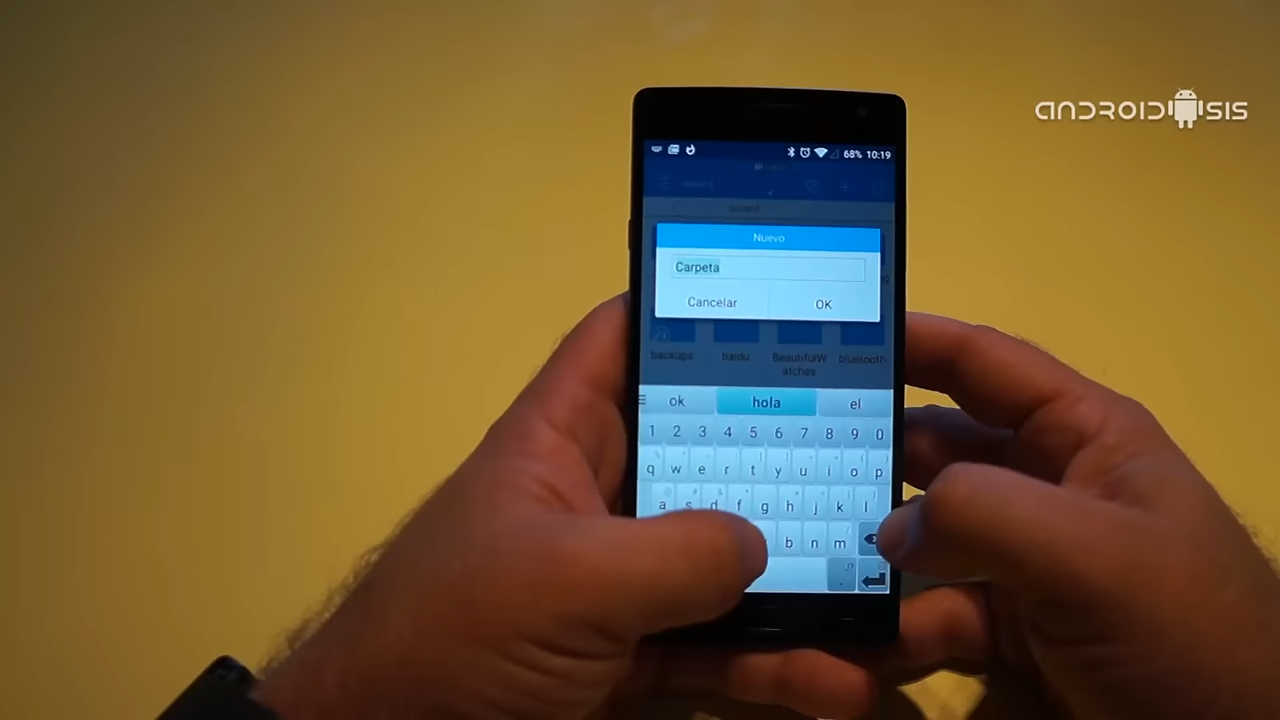 ANDROIDSIS
68% 10:19
Nuevo
Carpeta
Cancelar OK
backups baidu BeautifulW bluetooth
atches
ok hola el
1 2 3 4 5 6 7 8 9 0
q w e r t y u i o p
a s d f g h j k l
b n m